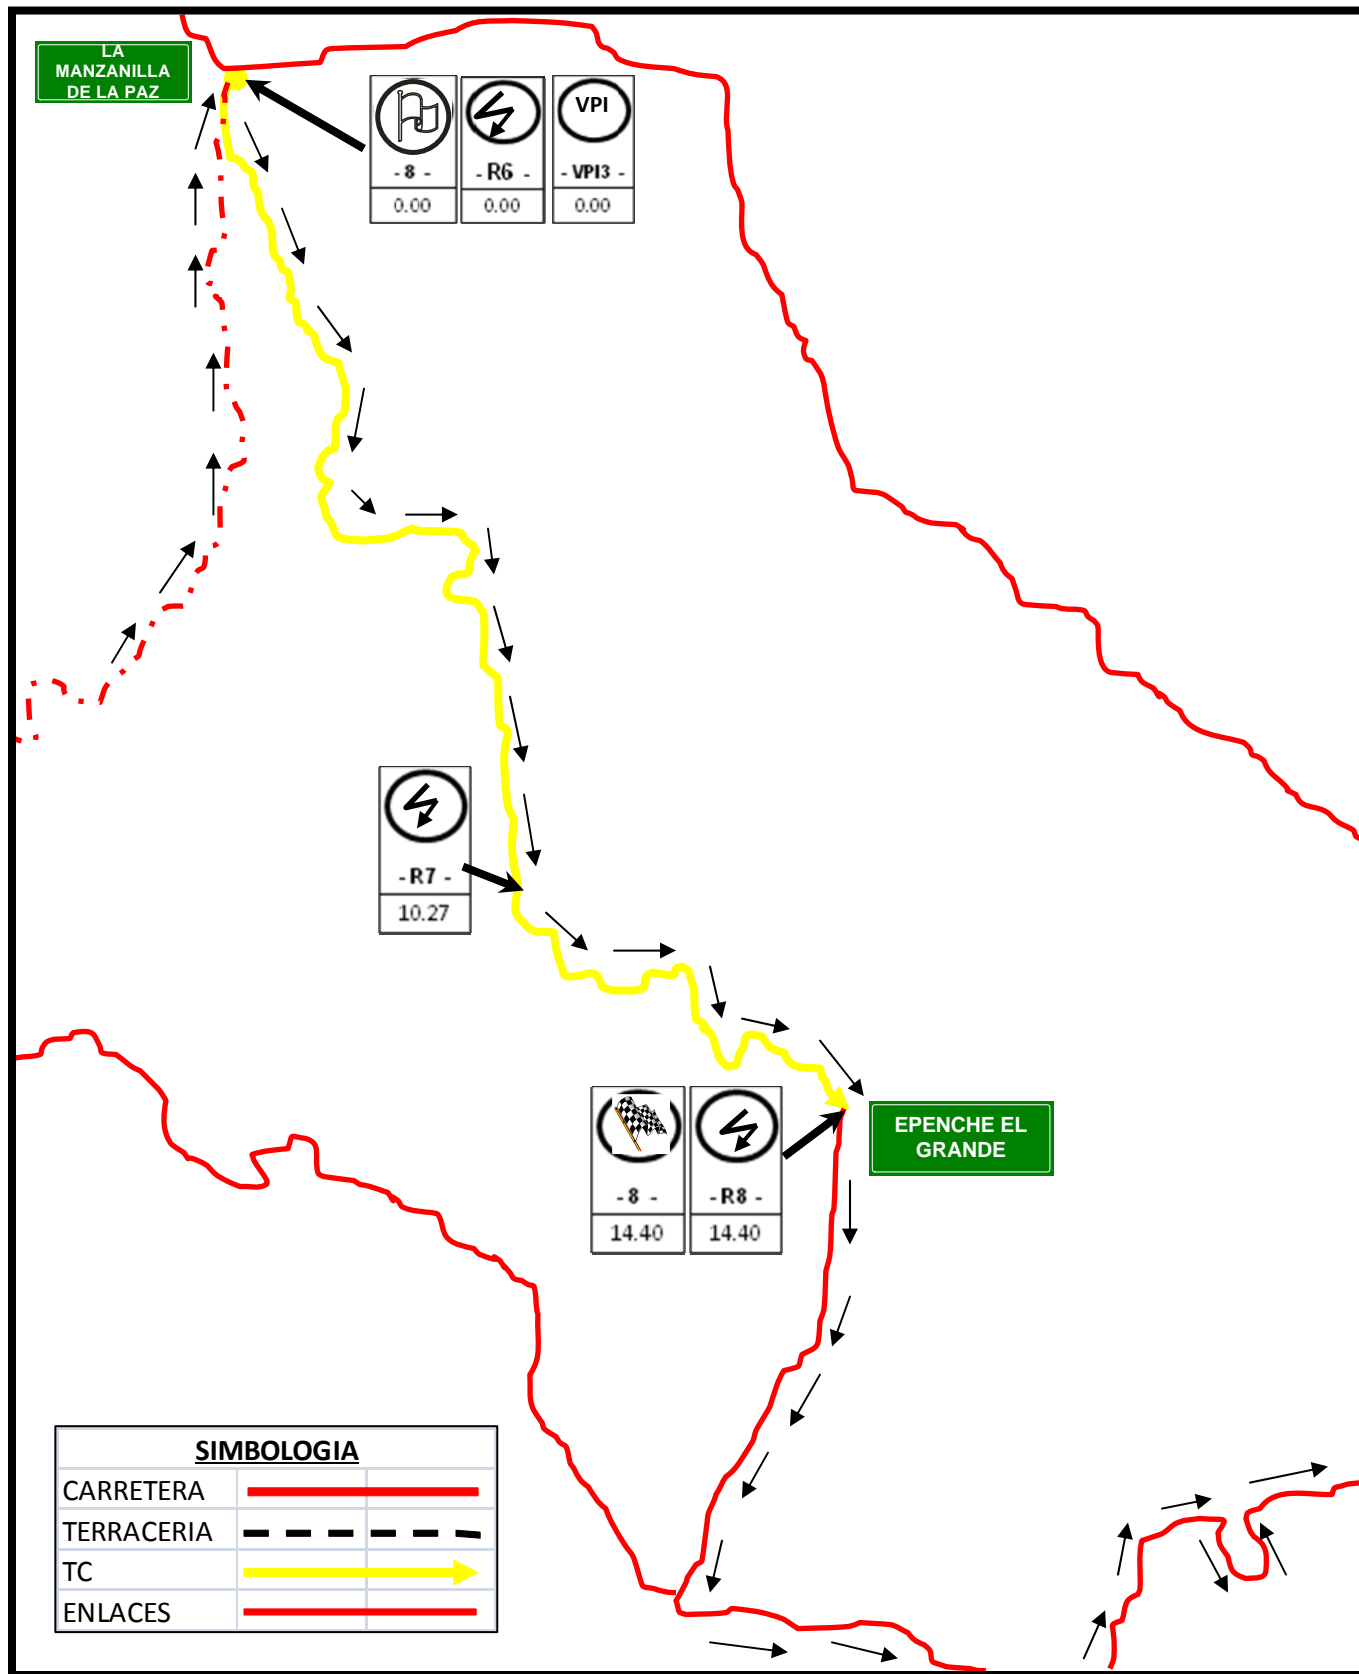 LA
MANZANILLA
DE LA PAZ
VPI
- 8 -
- R6 -
- VPI3 -
0.00
0.00
0.00
- R7 -
10.27
EPENCHE EL
GRANDE
- 8 -
- R8 -
14.40
14.40
SIMBOLOGIA
CARRETERA
TERRACERIA
TC
ENLACES